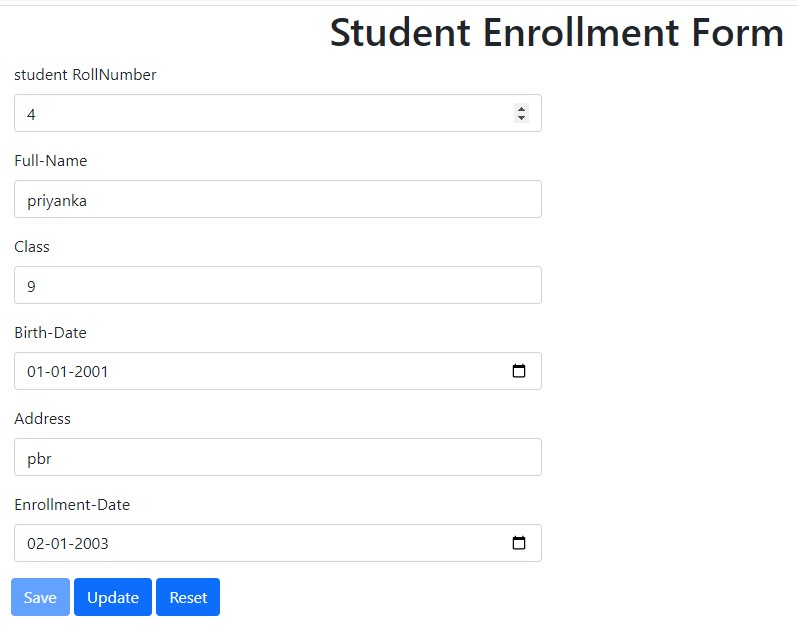 Student Enrollment Form
student RollNumber
4
Full-Name
priyanka
Class
9
Birth-Date
01-01-2001
Address
pbr
Enrollment-Date
02-01-2003
Save Update Reset